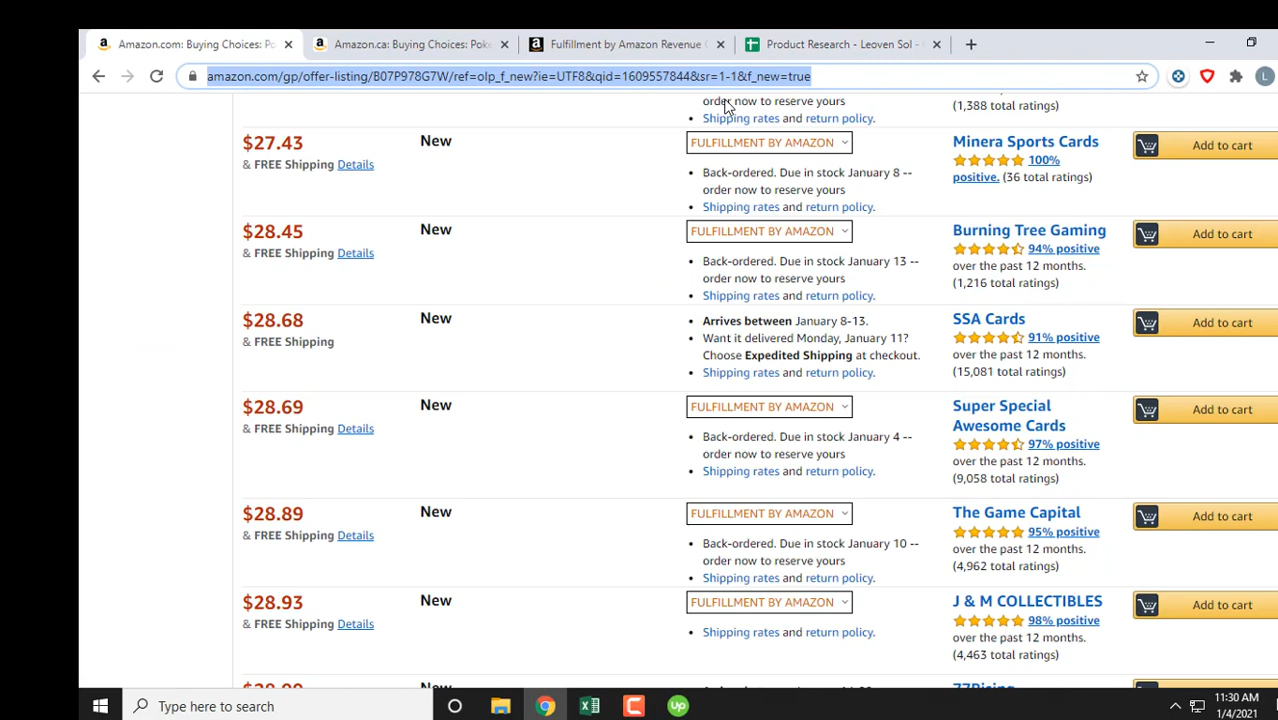 Amazon.com: Buying Choices: Po
Amazon.ca: Buying Choices: Poke
Fulfillment by Amazon Revenue C
Product Research - Leoven Sol -
amazon.com/gp/offer-listing/B07P978G7W/ref=olp_f_new?ie=UTF8&qid=1609557844&sr=1-1&f_new=true
order now to reserve yours
Shipping rates and return policy.
(1,388 total ratings)
$27.43
& FREE Shipping Details
New
FULFILLMENT BY AMAZON
Back-ordered. Due in stock January 8 --
order now to reserve yours
Shipping rates and return policy.
Minera Sports Cards
100%
positive. (36 total ratings)
Add to cart
$28.45
& FREE Shipping Details
New
FULFILLMENT BY AMAZON
Back-ordered. Due in stock January 13 --
order now to reserve yours
Shipping rates and return policy.
Burning Tree Gaming
94% positive
over the past 12 months.
(1,216 total ratings)
Add to cart
$28.68
& FREE Shipping
New
Arrives between January 8-13.
Want it delivered Monday, January 11?
Choose Expedited Shipping at checkout.
Shipping rates and return policy.
SSA Cards
91% positive
over the past 12 months.
(15,081 total ratings)
Add to cart
$28.69
& FREE Shipping Details
New
FULFILLMENT BY AMAZON
Back-ordered. Due in stock January 4 --
order now to reserve yours
Shipping rates and return policy.
Super Special
Awesome Cards
97% positive
over the past 12 months.
(9,058 total ratings)
Add to cart
$28.89
& FREE Shipping Details
New
FULFILLMENT BY AMAZON
Back-ordered. Due in stock January 10 --
order now to reserve yours
Shipping rates and return policy.
The Game Capital
95% positive
over the past 12 months.
(4,962 total ratings)
Add to cart
$28.93
& FREE Shipping Details
New
FULFILLMENT BY AMAZON
Shipping rates and return policy.
J & M COLLECTIBLES
98% positive
over the past 12 months.
(4,463 total ratings)
Add to cart
New
Type here to search
up
11:30 AM
1/4/2021